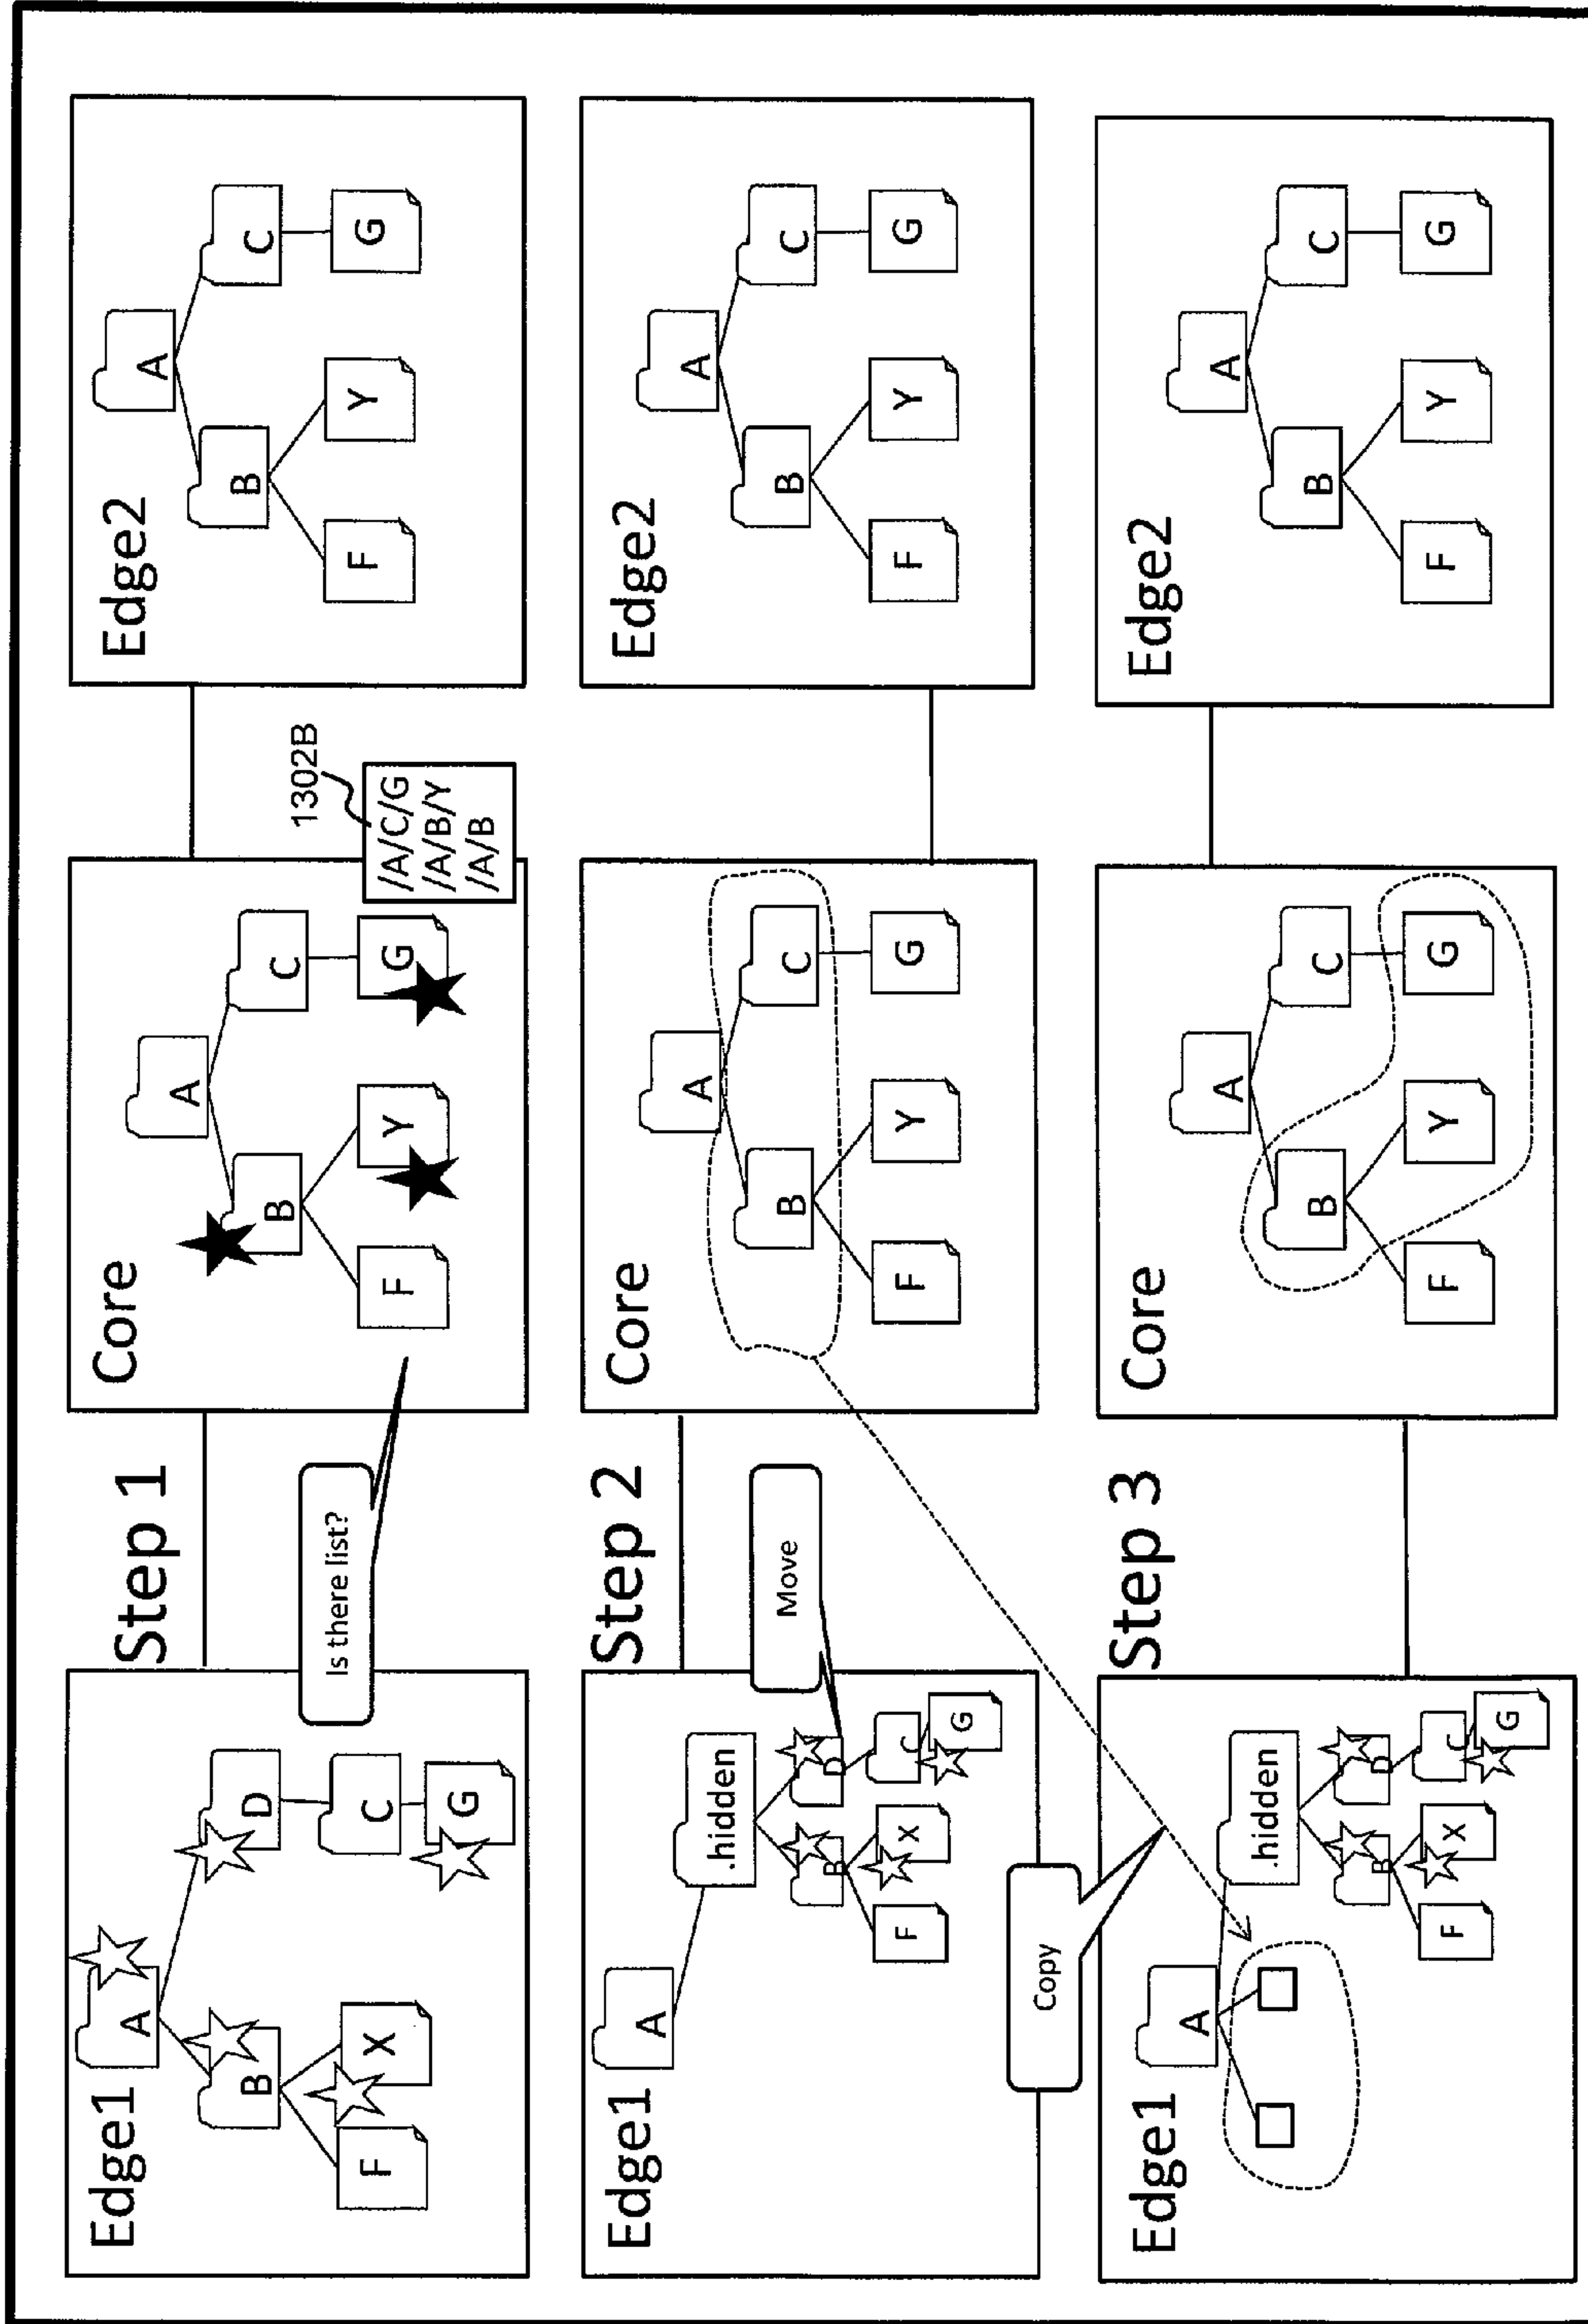 Step 1
Edge1
A
B
D
F
X
C
G
Is there list?
Core
A
B
C
F
Y
G
1302B
/A/C/G
/A/B/Y
/A/B
Edge2
A
B
C
F
Y
G
Step 2
Edge1
A
.hidden
B
D
F
X
C
G
Move
Core
A
B
C
F
Y
G
Edge2
A
B
C
F
Y
G
Copy
Step 3
Edge1
A
.hidden
B
D
F
X
C
G
Core
A
B
C
F
Y
G
Edge2
A
B
C
F
Y
G